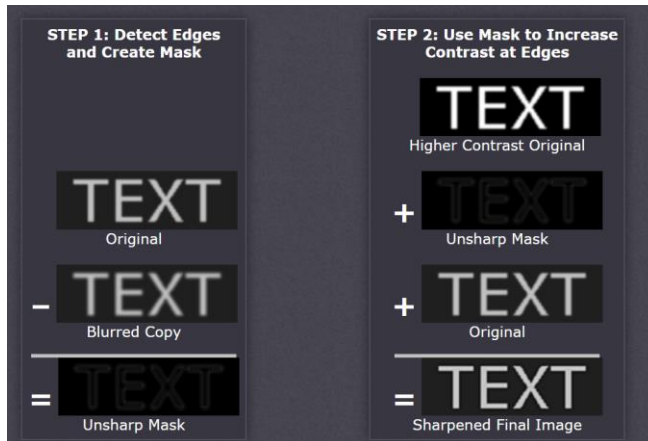 STEP 1: Detect Edges
and Create Mask
TEXT
Original
− TEXT
Blurred Copy
= TEXT
Unsharp Mask
STEP 2: Use Mask to Increase
Contrast at Edges
TEXT
Higher Contrast Original
+ TEXT
Unsharp Mask
+ TEXT
Original
= TEXT
Sharpened Final Image